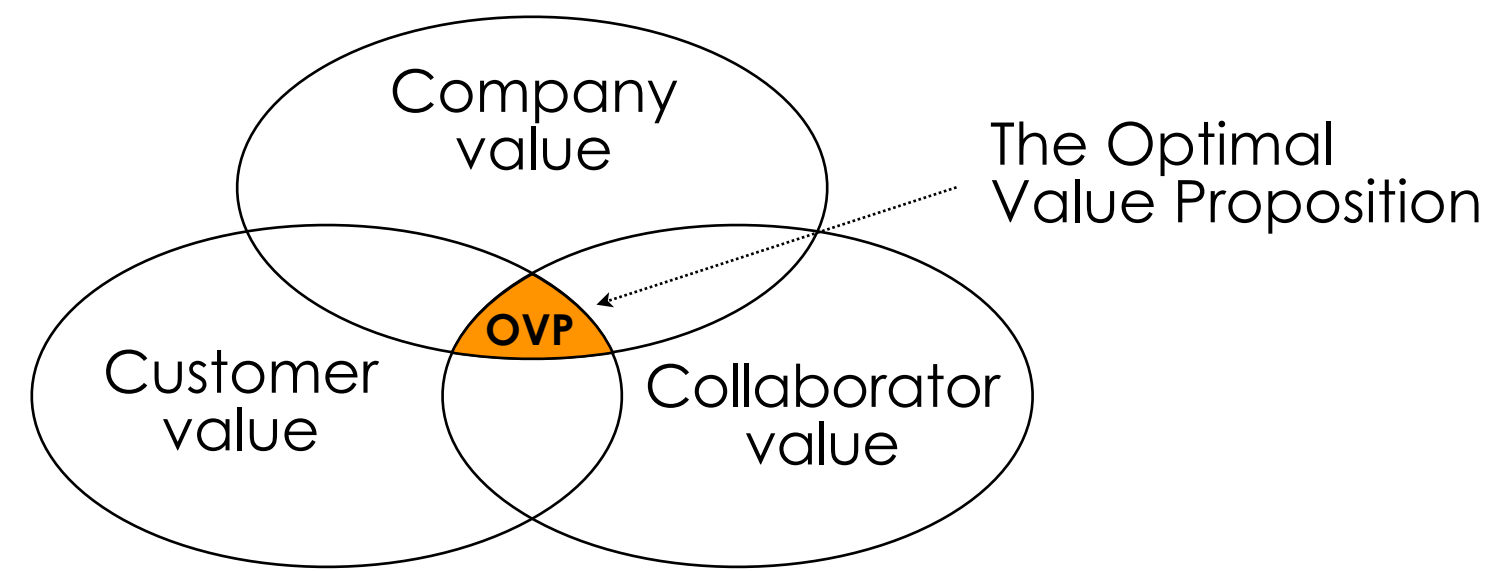 Company
value
The Optimal
Value Proposition
OVP
Customer
value
Collaborator
value